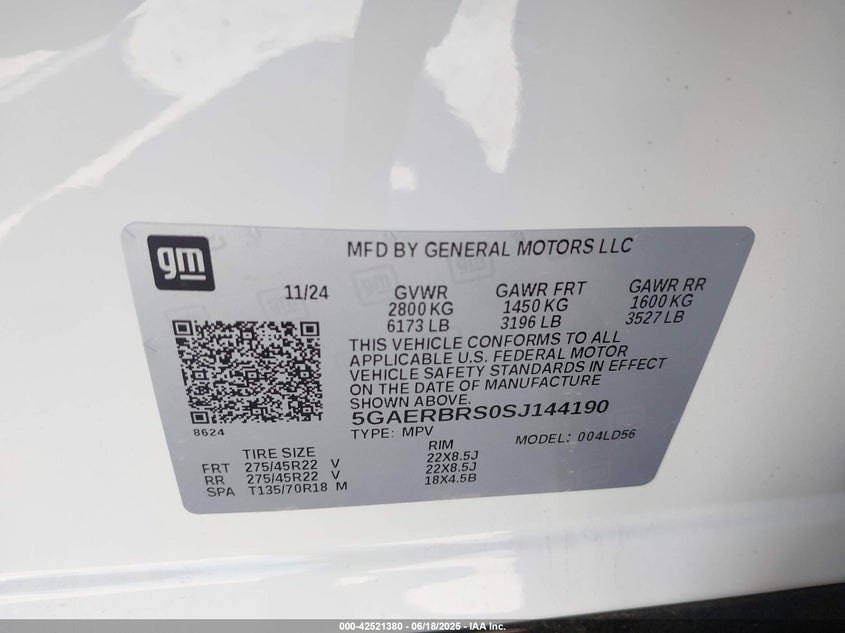 gm
MFD BY GENERAL MOTORS LLC
11/24 GVWR GAWR FRT GAWR RR
2800 KG 1450 KG 1600 KG
6173 LB 3196 LB 3527 LB
THIS VEHICLE CONFORMS TO ALL
APPLICABLE U.S. FEDERAL MOTOR
VEHICLE SAFETY STANDARDS IN EFFECT
ON THE DATE OF MANUFACTURE
SHOWN ABOVE.
5GAERBRS0SJ144190
8624 TYPE: MPV MODEL: 004LD56
TIRE SIZE RIM
FRT 275/45R22 V 22X8.5J
RR 275/45R22 V 22X8.5J
SPA T135/70R18 M 18X4.5B
000-42521380 - 06/18/2025 - IAA Inc.